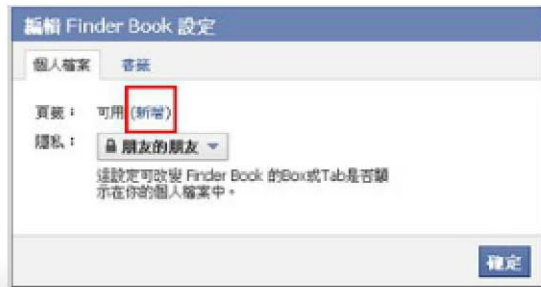 編輯 Finder Book 設定
個人檔案 書籤
頁籤： 可用 (新增)
隱私： 朋友的朋友
這設定可改變 Finder Book 的Box或Tab是否顯
示在你的個人檔案中。
確定